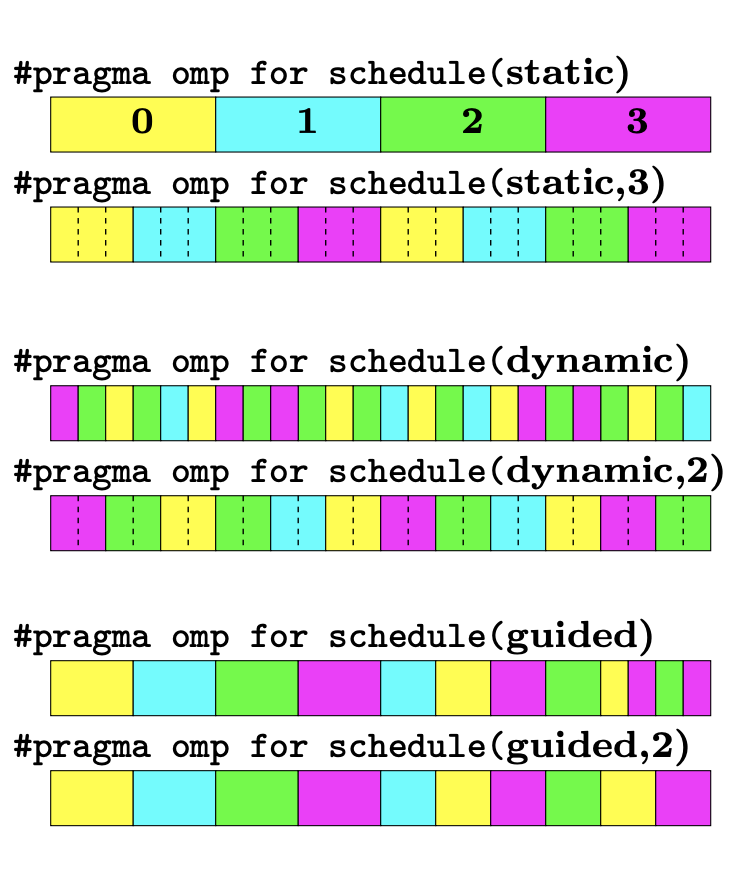 #pragma omp for schedule(static)
0 1 2 3
#pragma omp for schedule(static,3)
#pragma omp for schedule(dynamic)
#pragma omp for schedule(dynamic,2)
#pragma omp for schedule(guided)
#pragma omp for schedule(guided,2)